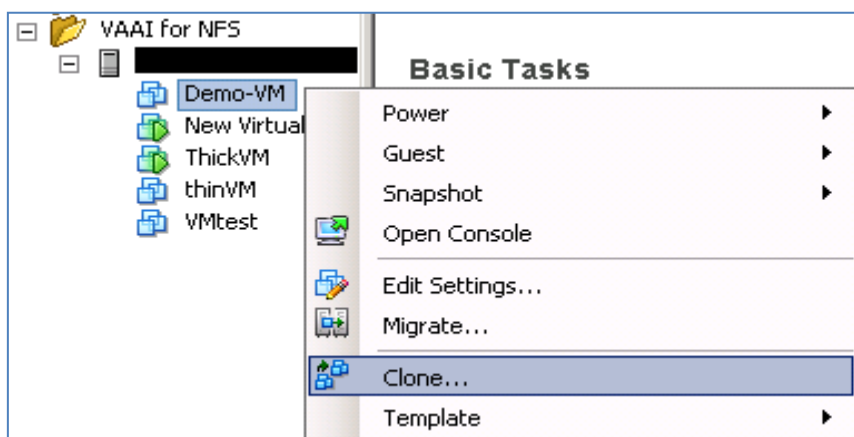 VAAI for NFS
Basic Tasks
Demo-VM
New Virtual
ThickVM
thinVM
VMtest
Power
Guest
Snapshot
Open Console
Edit Settings...
Migrate...
Clone...
Template